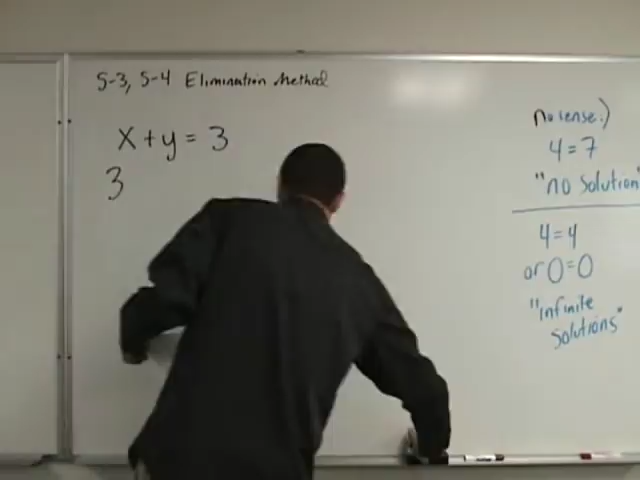 5-3, 5-4 Elimination Method
x + y = 3
3
no sense.)
4 = 7
"no solution"
4 = 4
or 0 = 0
"infinite
solutions"